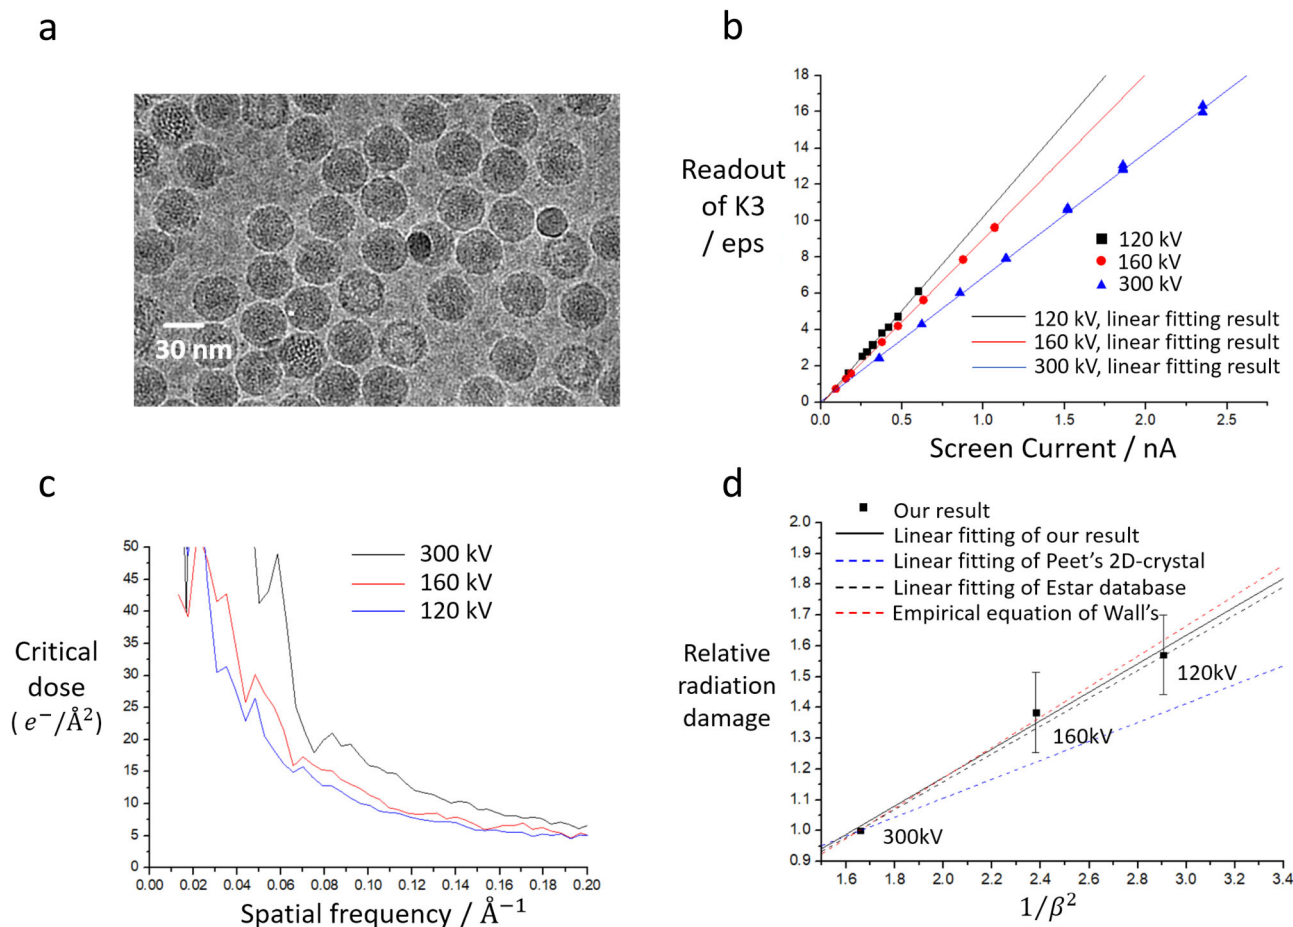 a
30 nm
b
18
16
14
12
10
8
6
4
2
0
Readout
of K3
/ eps
120 kV
160 kV
300 kV
120 kV, linear fitting result
160 kV, linear fitting result
300 kV, linear fitting result
0.0
0.5
1.0
1.5
2.0
2.5
Screen Current / nA
c
50
45
40
35
30
25
20
15
10
5
0
Critical
dose
( e⁻/Å²)
300 kV
160 kV
120 kV
0.00
0.02
0.04
0.06
0.08
0.10
0.12
0.14
0.16
0.18
0.20
Spatial frequency / Å⁻¹
d
Our result
Linear fitting of our result
Linear fitting of Peet's 2D-crystal
Linear fitting of Estar database
Empirical equation of Wall's
2.0
1.9
1.8
1.7
1.6
1.5
1.4
1.3
1.2
1.1
1.0
0.9
Relative
radiation
damage
120kV
160kV
300kV
1.6
1.8
2.0
2.2
2.4
2.6
2.8
3.0
3.2
3.4
1/β²